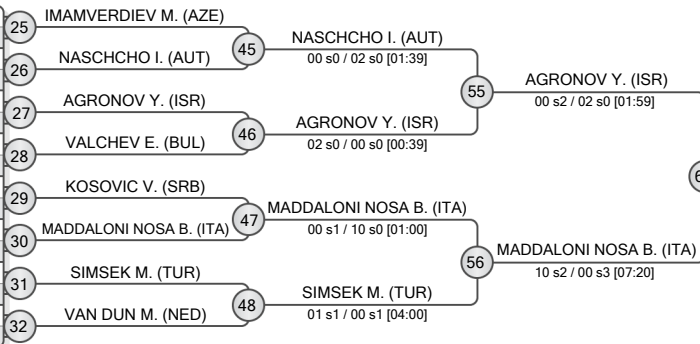 25
IMAMVERDIEV M. (AZE)
26
NASCHCHO I. (AUT)
45
NASCHCHO I. (AUT)
00 s0 / 02 s0 [01:39]
27
AGRONOV Y. (ISR)
28
VALCHEV E. (BUL)
46
AGRONOV Y. (ISR)
02 s0 / 00 s0 [00:39]
55
AGRONOV Y. (ISR)
00 s2 / 02 s0 [01:59]
29
KOSOVIC V. (SRB)
30
MADDALONI NOSA B. (ITA)
47
MADDALONI NOSA B. (ITA)
00 s1 / 10 s0 [01:00]
31
SIMSEK M. (TUR)
32
VAN DUN M. (NED)
48
SIMSEK M. (TUR)
01 s1 / 00 s1 [04:00]
56
MADDALONI NOSA B. (ITA)
10 s2 / 00 s3 [07:20]